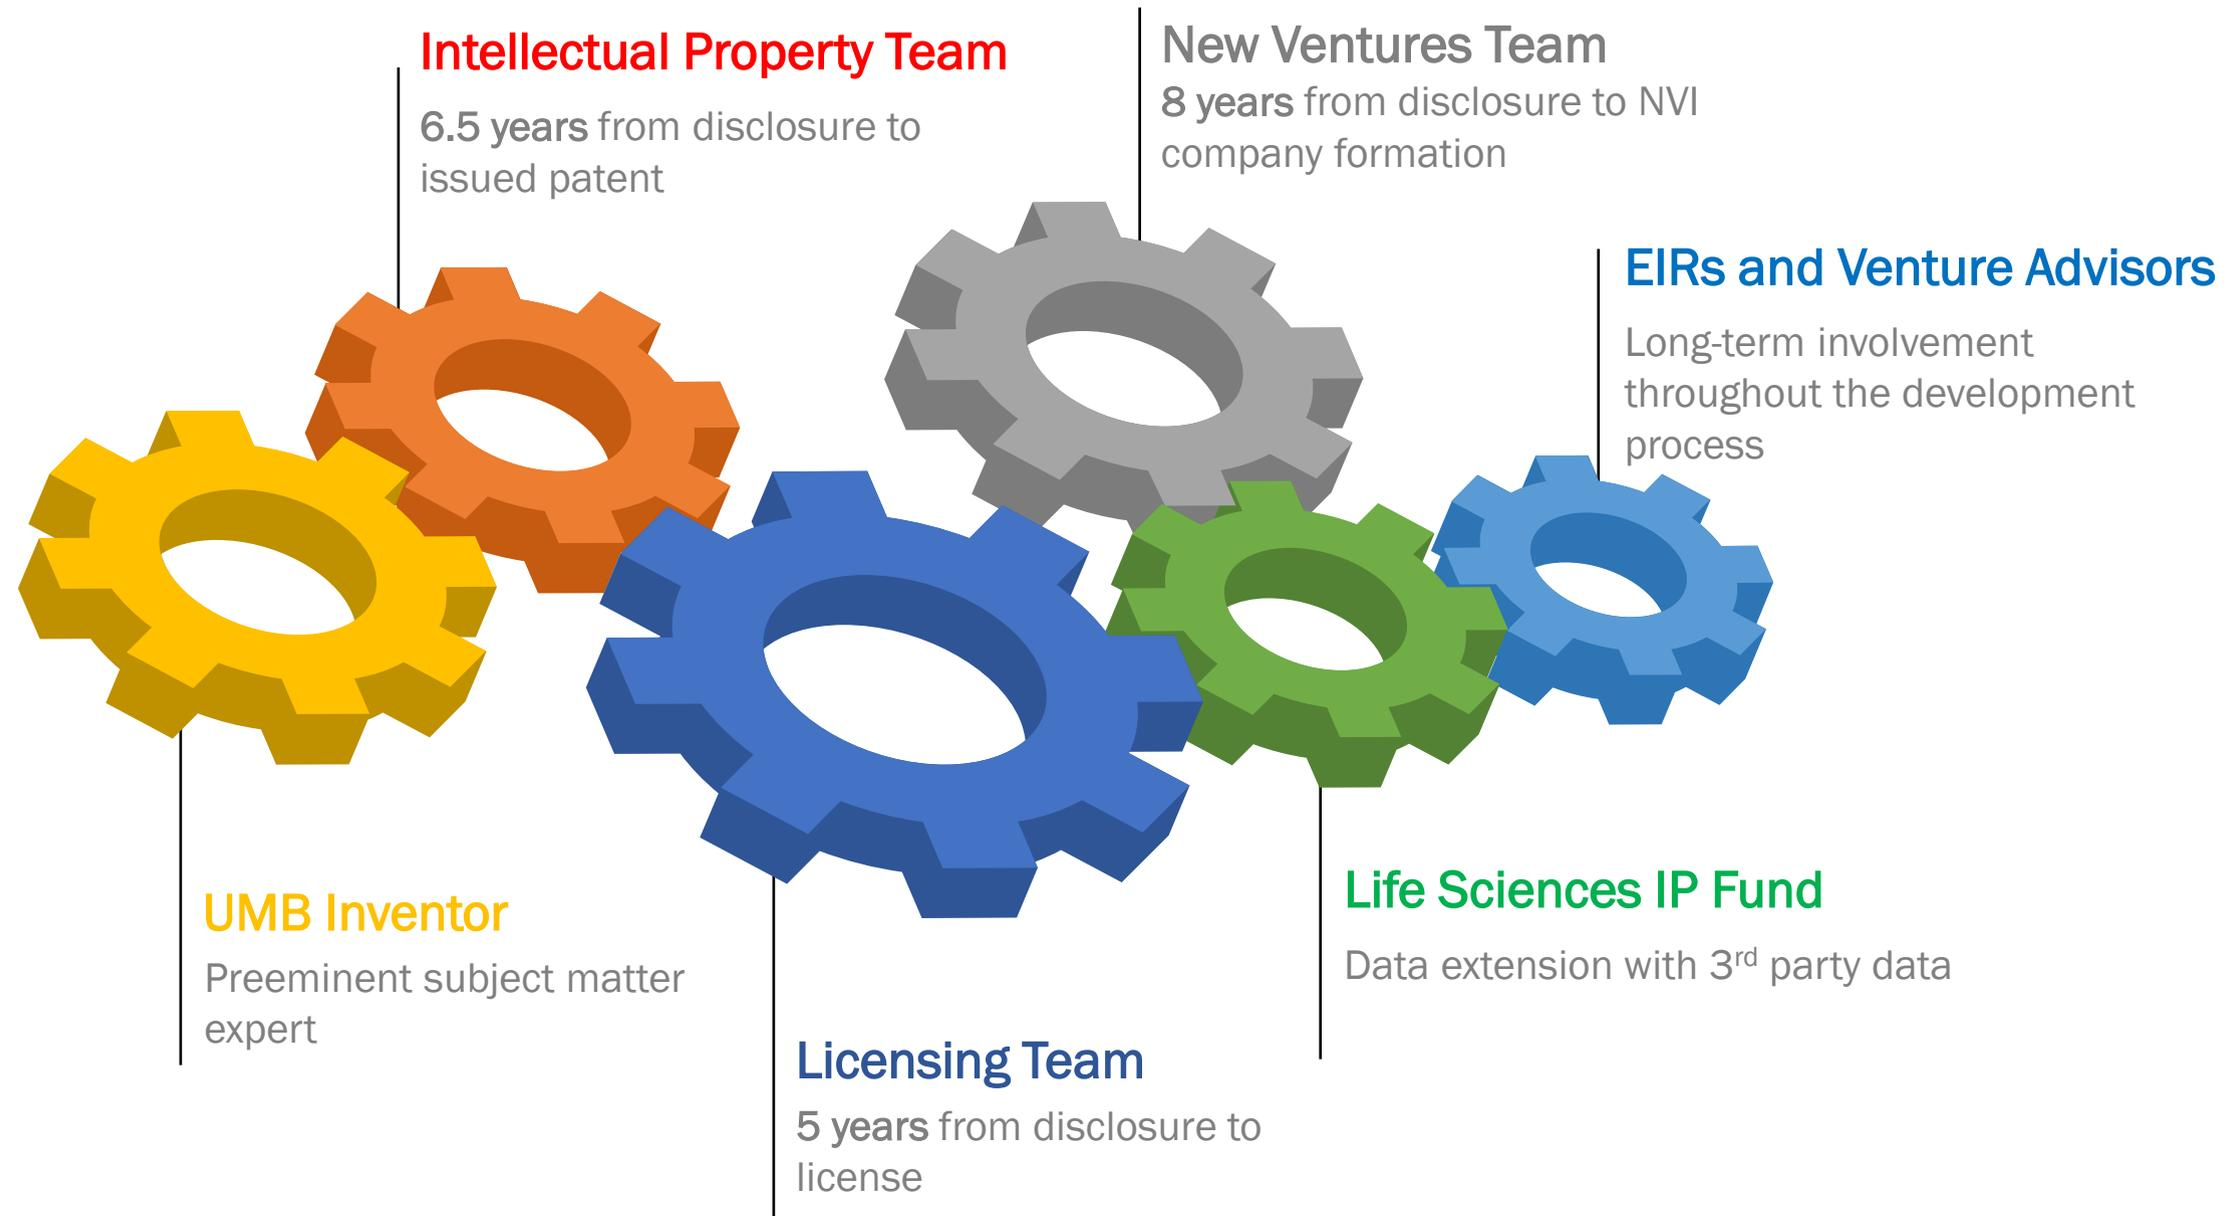 Intellectual Property Team
6.5 years from disclosure to
issued patent
New Ventures Team
8 years from disclosure to NVI
company formation
EIRs and Venture Advisors
Long-term involvement
throughout the development
process
UMB Inventor
Preeminent subject matter
expert
Licensing Team
5 years from disclosure to
license
Life Sciences IP Fund
Data extension with 3rd party data